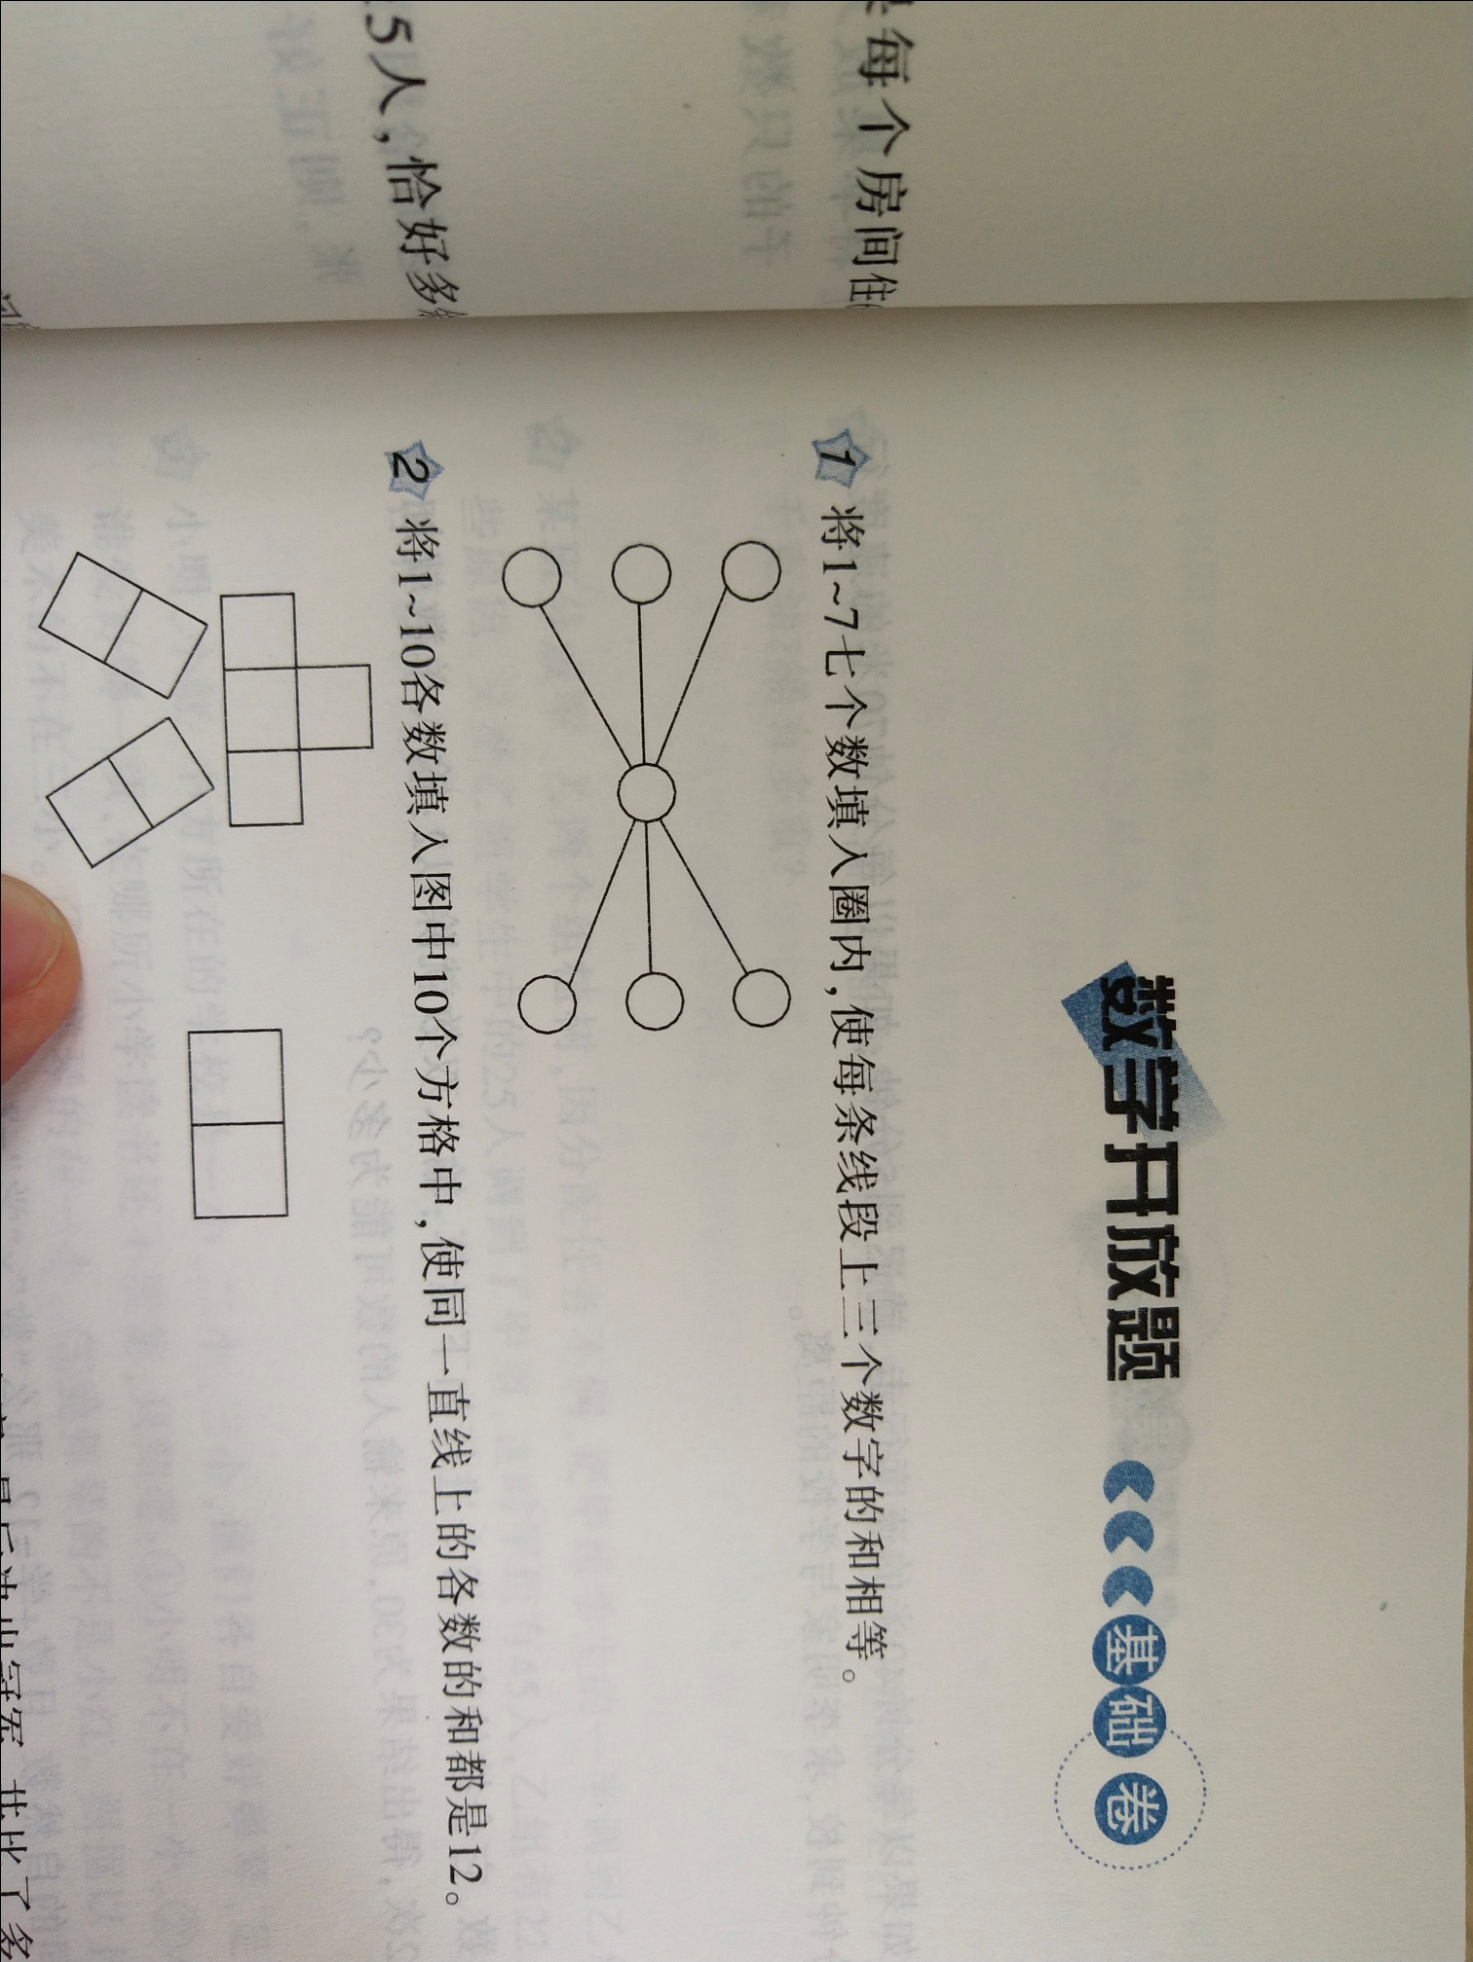 数学开放题
基础卷
1 将1~7七个数填入圈内,使每条线段上三个数字的和相等。
2 将1~10各数填入图中10个方格中,使同一直线上的各数的和都是12。
每个房间住
5人,恰好多